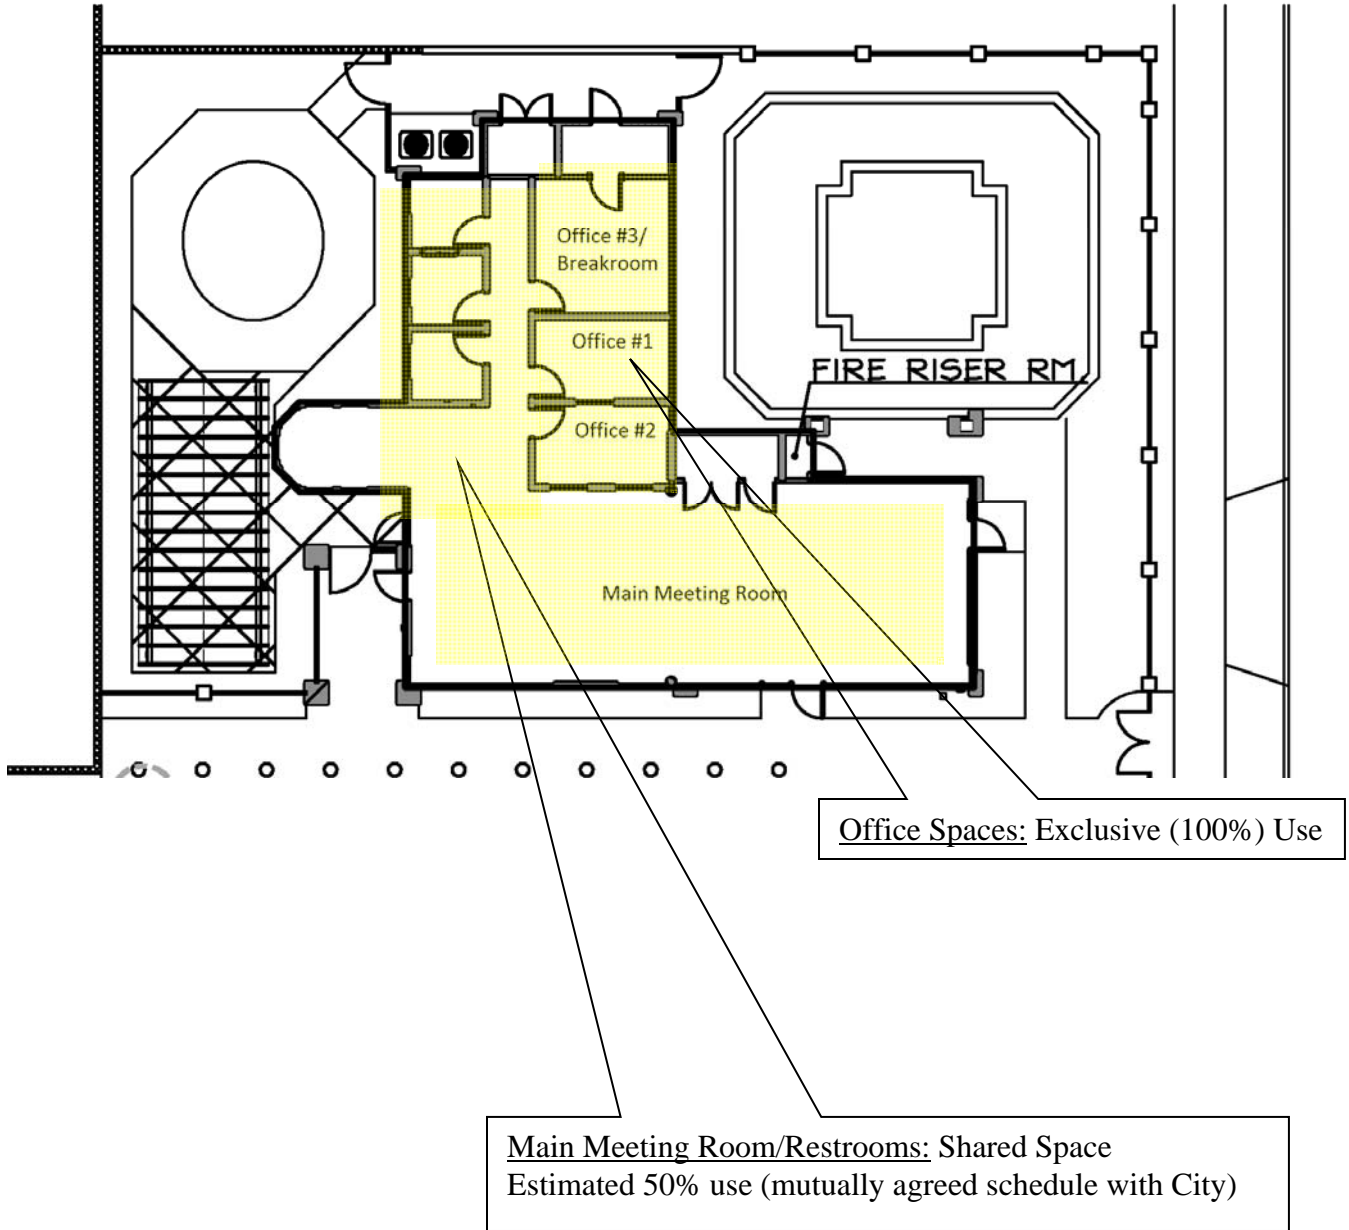 Office #3/
Breakroom
Office #1
FIRE RISER RM
Office #2
Main Meeting Room
Office Spaces: Exclusive (100%) Use
Main Meeting Room/Restrooms: Shared Space
Estimated 50% use (mutually agreed schedule with City)